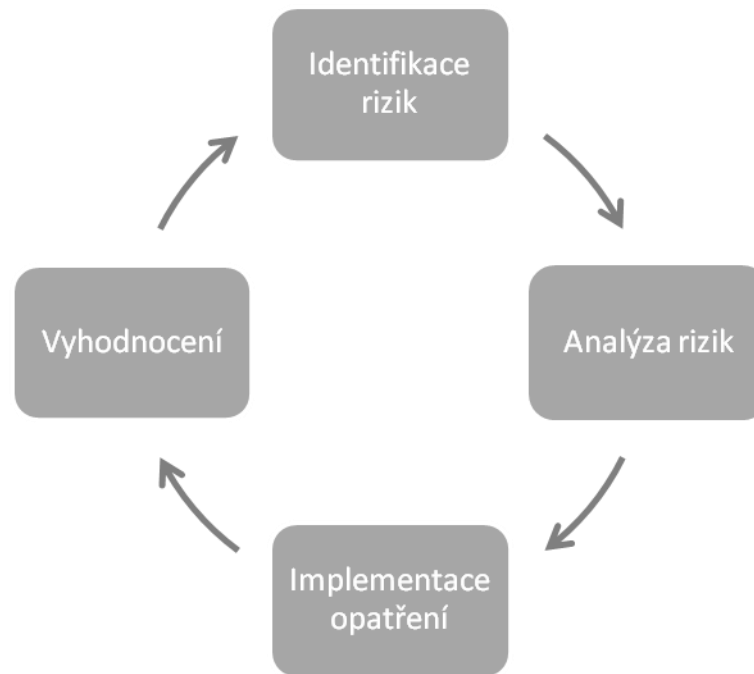 Identifikace
rizik
Analýza rizik
Implementace
opatření
Vyhodnocení